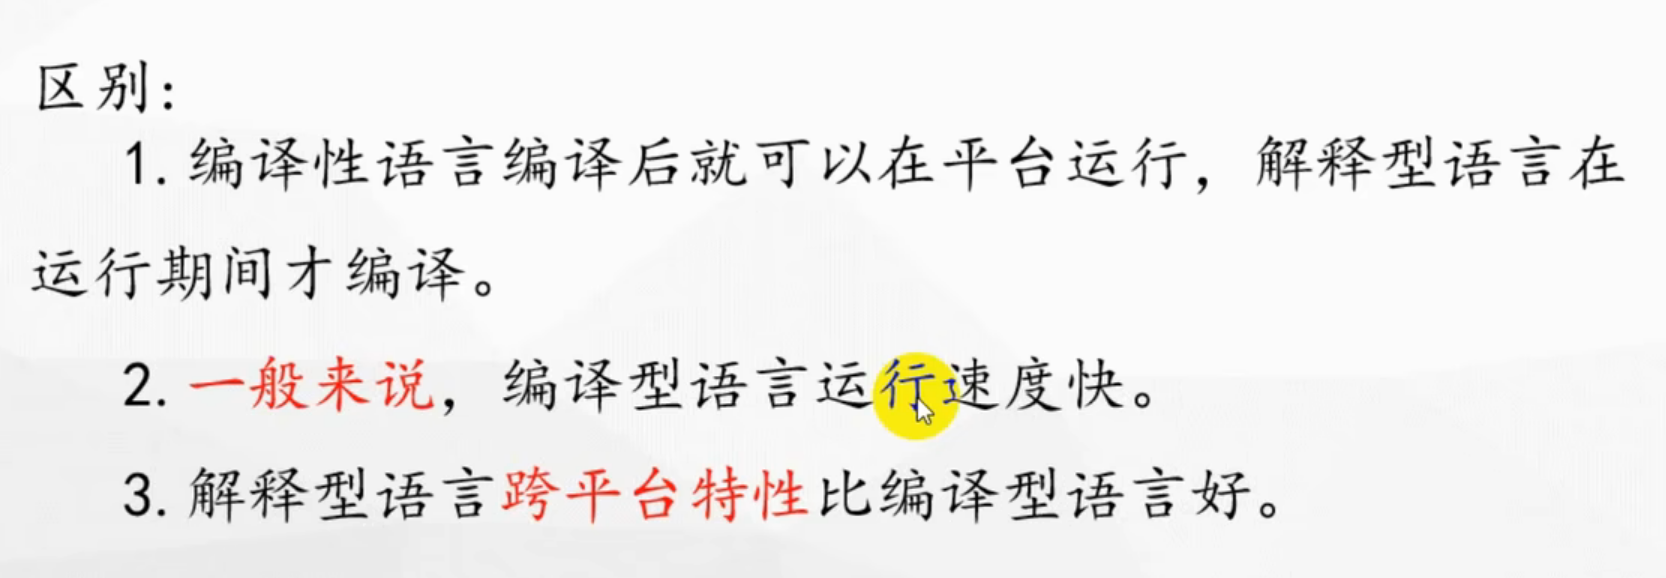 区别：
1. 编译性语言编译后就可以在平台运行，解释型语言在
运行期间才编译。
2. 一般来说，编译型语言运行速度快。
3. 解释型语言跨平台特性比编译型语言好。